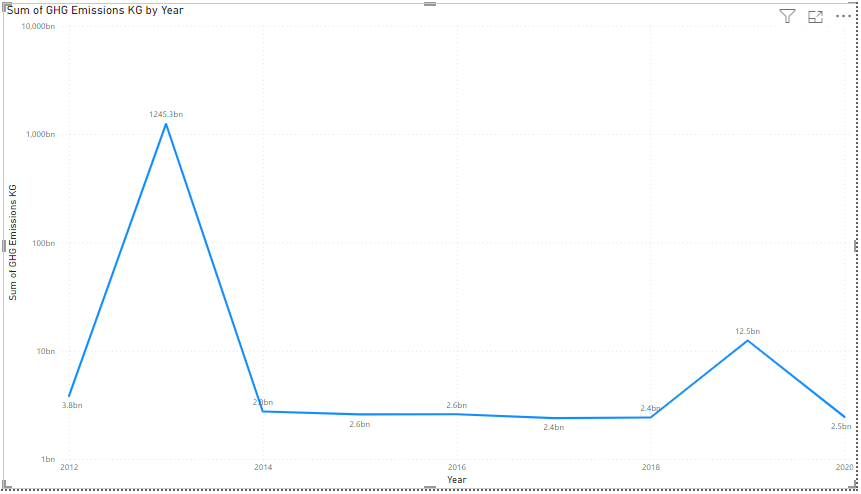 Sum of GHG Emissions KG by Year
10,000bn
1245.3bn
1,000bn
Sum of GHG Emissions KG
100bn
12.5bn
10bn
3.8bn
2.6bn
2.6bn
2.4bn
2.4bn
2.5bn
1bn
2012
2014
2016
2018
2020
Year